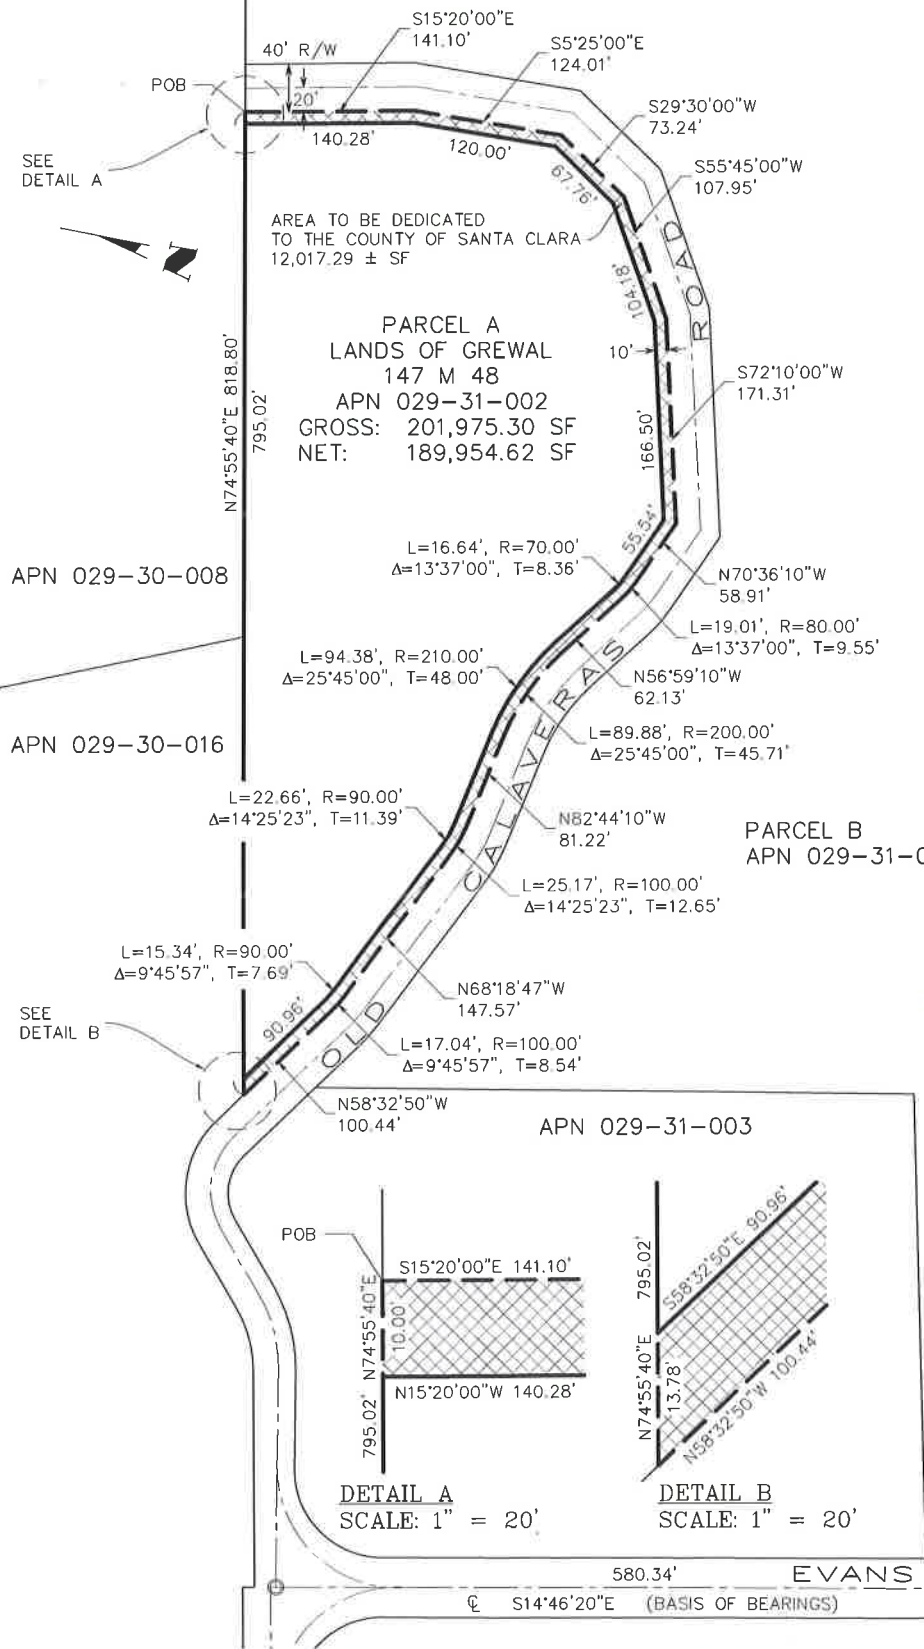 S15°20'00"E
141.10'
40' R/W
S5°25'00"E
124.01'
POB
20'
S29°30'00"W
73.24'
140.28'
120.00'
67.76'
SEE
DETAIL A
S55°45'00"W
107.95'
AREA TO BE DEDICATED
TO THE COUNTY OF SANTA CLARA
12,017.29 ± SF
N
104.18'
ROAD
PARCEL A
LANDS OF GREWAL
147 M 48
APN 029-31-002
GROSS: 201,975.30 SF
NET: 189,954.62 SF
10'
S72°10'00"W
171.31'
N74°55'40"E 818.80'
795.02'
166.50'
55.54'
L=16.64', R=70.00'
Δ=13°37'00", T=8.36'
APN 029-30-008
N70°36'10"W
58.91'
L=19.01', R=80.00'
Δ=13°37'00", T=9.55'
L=94.38', R=210.00'
Δ=25°45'00", T=48.00'
N56°59'10"W
62.13'
APN 029-30-016
L=89.88', R=200.00'
Δ=25°45'00", T=45.71'
CALAVERAS
L=22.66', R=90.00'
Δ=14°25'23", T=11.39'
N82°44'10"W
81.22'
PARCEL B
APN 029-31-0
L=25.17', R=100.00'
Δ=14°25'23", T=12.65'
L=15.34', R=90.00'
Δ=9°45'57", T=7.69'
N68°18'47"W
147.57'
SEE
DETAIL B
90.96'
OLD
L=17.04', R=100.00'
Δ=9°45'57", T=8.54'
N58°32'50"W
100.44'
APN 029-31-003
POB
S15°20'00"E 141.10'
N74°55'40"E
10.00'
N15°20'00"W 140.28'
795.02'
DETAIL A
SCALE: 1" = 20'
795.02'
S58°32'50"E 90.96'
N74°55'40"E
13.78'
N58°32'50"W 100.44'
DETAIL B
SCALE: 1" = 20'
580.34'
EVANS
℄ S14°46'20"E (BASIS OF BEARINGS)